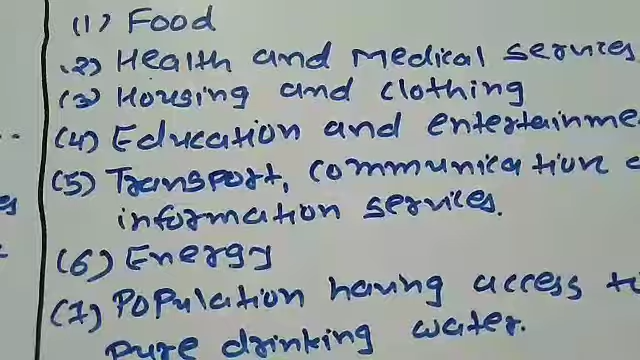 (1) Food
(2) Health and medical services
(3) Housing and clothing
(4) Education and
(5) Transport, communication
information services.
(6) Energy
(7) Population having access
pure drinking water.